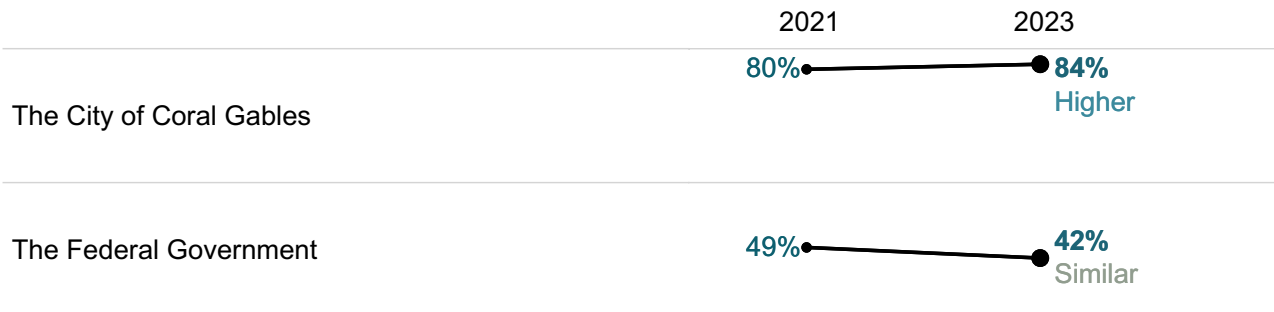 2021 2023
80% 84%
The City of Coral Gables Higher
The Federal Government 49% 42%
Similar